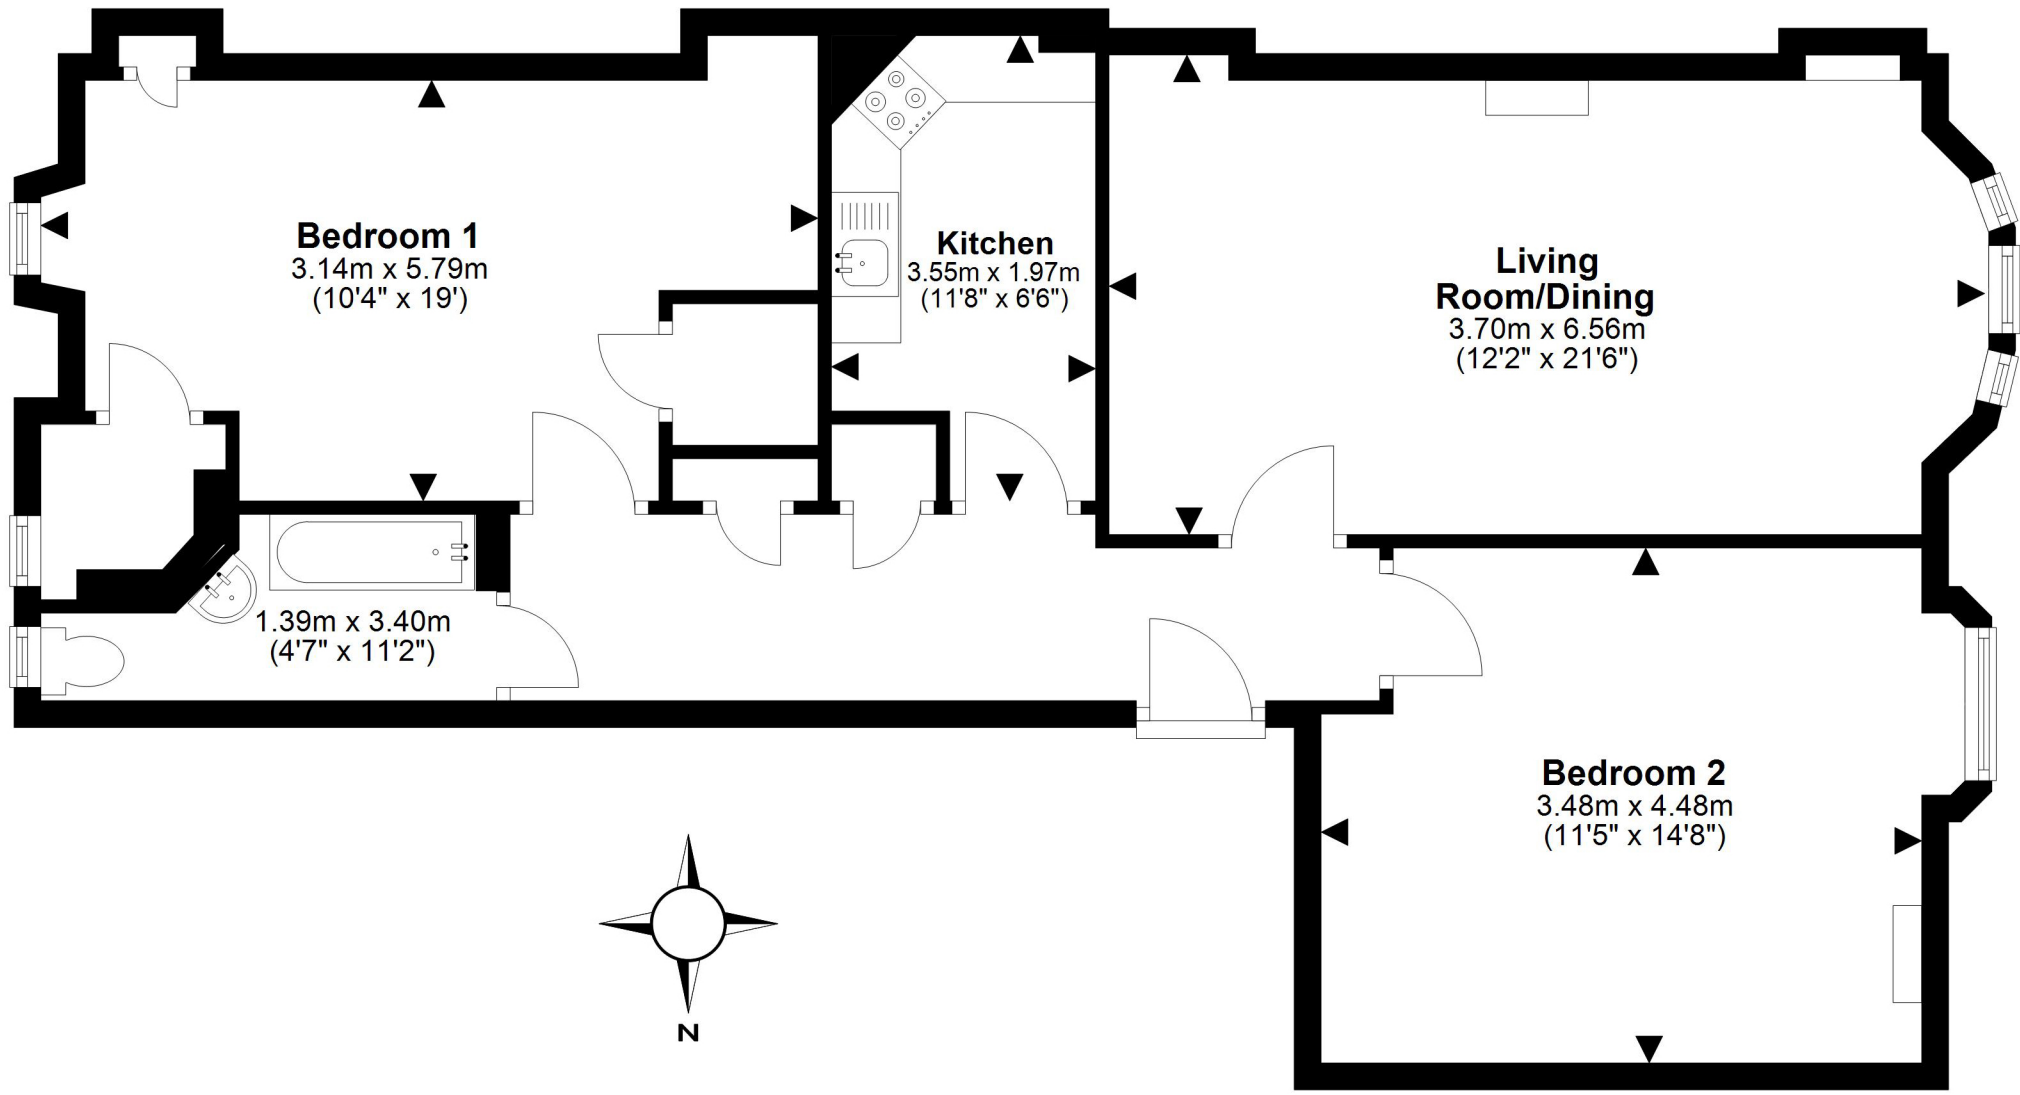 Bedroom 1
3.14m x 5.79m
(10'4" x 19')
Kitchen
3.55m x 1.97m
(11'8" x 6'6")
Living
Room/Dining
3.70m x 6.56m
(12'2" x 21'6")
1.39m x 3.40m
(4'7" x 11'2")
Bedroom 2
3.48m x 4.48m
(11'5" x 14'8")
N